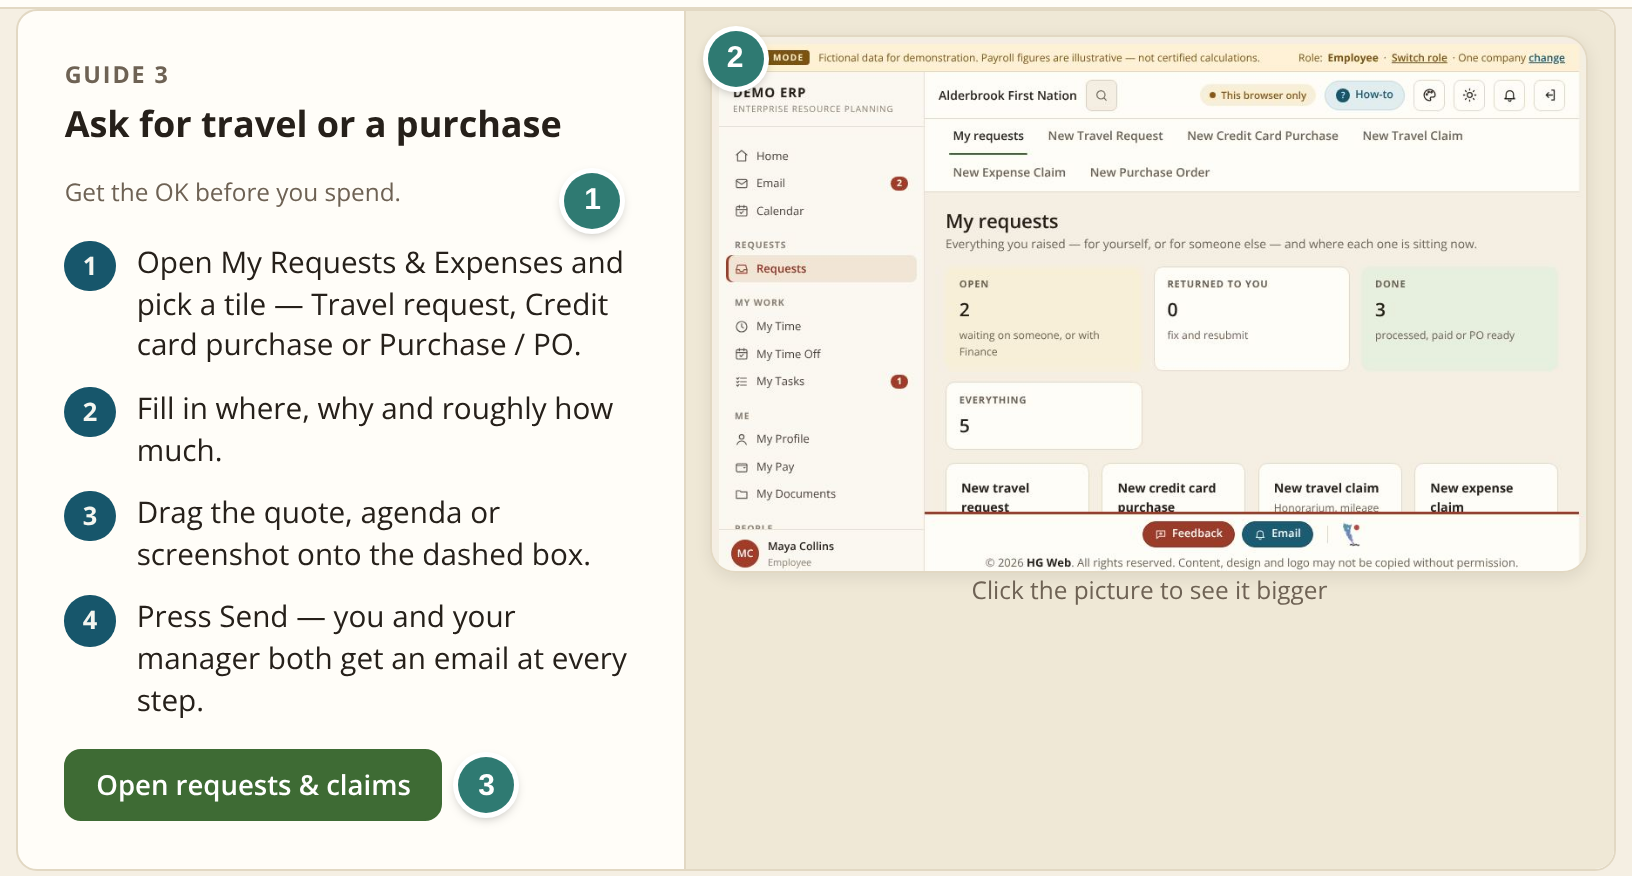 GUIDE 3
Ask for travel or a purchase
Get the OK before you spend.
1
1
Open My Requests & Expenses and
pick a tile — Travel request, Credit
card purchase or Purchase / PO.
2
Fill in where, why and roughly how
much.
3
Drag the quote, agenda or
screenshot onto the dashed box.
4
Press Send — you and your
manager both get an email at every
step.
Open requests & claims
3
2
MODE
Fictional data for demonstration. Payroll figures are illustrative — not certified calculations.
Role: Employee · Switch role · One company change
DEMO ERP
ENTERPRISE RESOURCE PLANNING
Home
Email 2
Calendar
REQUESTS
Requests
MY WORK
My Time
My Time Off
My Tasks 1
ME
My Profile
My Pay
My Documents
PEOPLE
MC
Maya Collins
Employee
Alderbrook First Nation
This browser only
? How-to
My requests New Travel Request New Credit Card Purchase New Travel Claim
New Expense Claim New Purchase Order
My requests
Everything you raised — for yourself, or for someone else — and where each one is sitting now.
OPEN
2
waiting on someone, or with
Finance
RETURNED TO YOU
0
fix and resubmit
DONE
3
processed, paid or PO ready
EVERYTHING
5
New travel
request
New credit card
purchase
New travel claim
Honorarium, mileage
New expense
claim
Feedback
Email
© 2026 HG Web. All rights reserved. Content, design and logo may not be copied without permission.
Click the picture to see it bigger